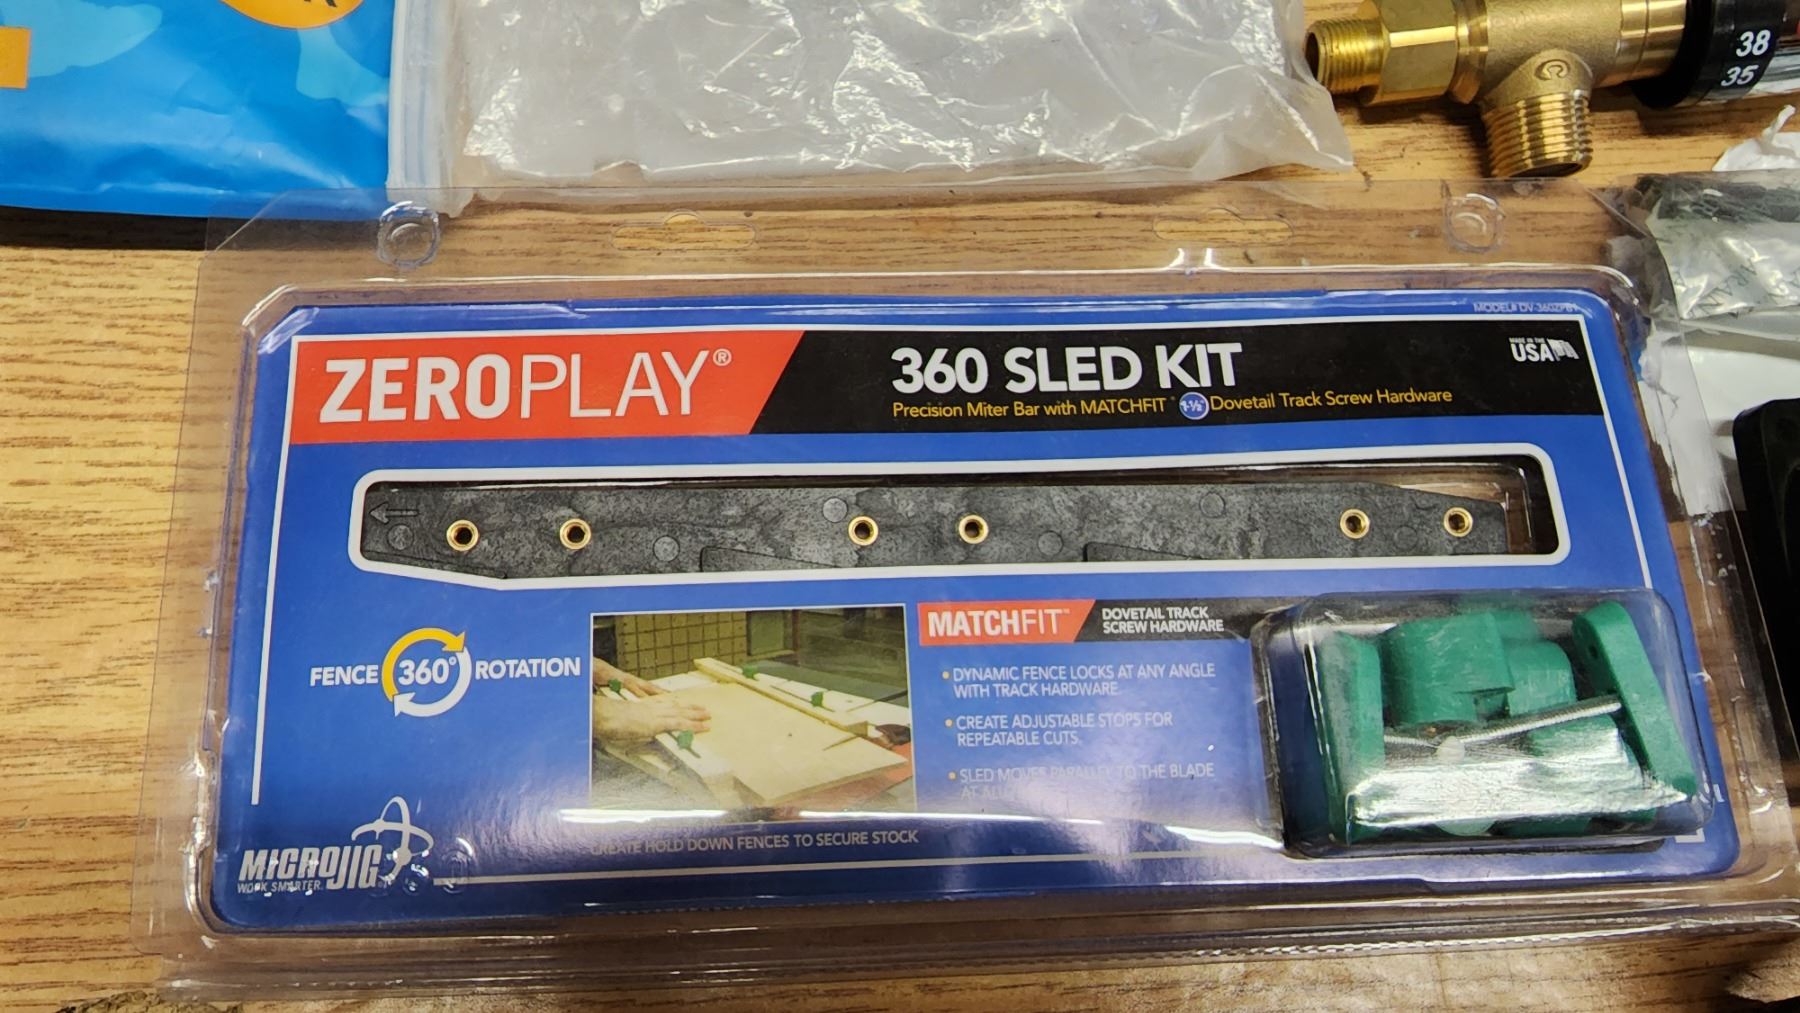 38
35
MODEL# DV-360ZPB1
ZEROPLAY®
360 SLED KIT
Precision Miter Bar with MATCHFIT 1-½" Dovetail Track Screw Hardware
MADE IN THE
USA
FENCE 360° ROTATION
MATCHFIT™ DOVETAIL TRACK
SCREW HARDWARE
• DYNAMIC FENCE LOCKS AT ANY ANGLE
WITH TRACK HARDWARE
• CREATE ADJUSTABLE STOPS FOR
REPEATABLE CUTS
• SLED MOVES PARALLEL TO THE BLADE
AT
CREATE HOLD DOWN FENCES TO SECURE STOCK
MICROJIG
WORK SMARTER.